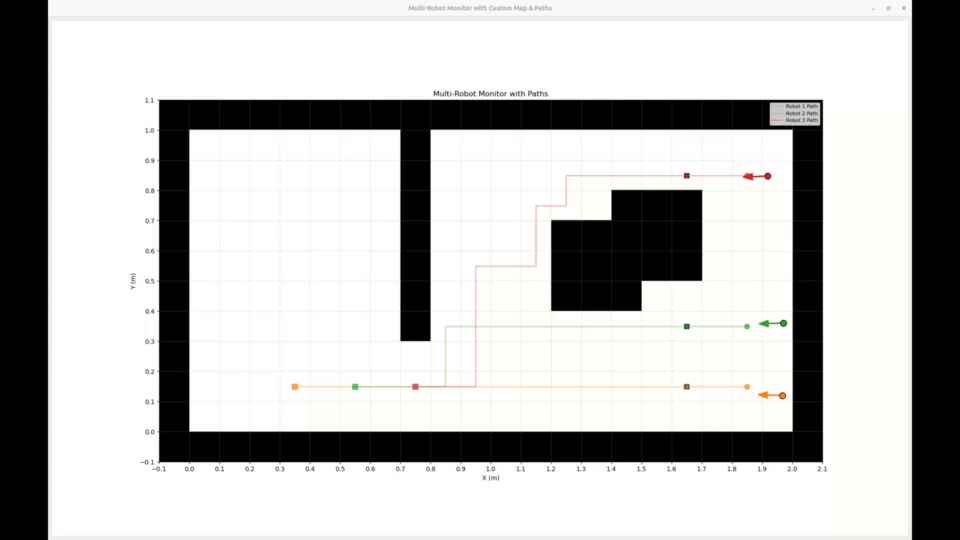 Multi-Robot Monitor with Custom Map & Paths
Multi-Robot Monitor with Paths
Robot 1 Path
Robot 2 Path
Robot 3 Path
1.1
1.0
0.9
0.8
0.7
0.6
0.5
0.4
0.3
0.2
0.1
0.0
−0.1
Y (m)
−0.1 0.0 0.1 0.2 0.3 0.4 0.5 0.6 0.7 0.8 0.9 1.0 1.1 1.2 1.3 1.4 1.5 1.6 1.7 1.8 1.9 2.0 2.1
X (m)